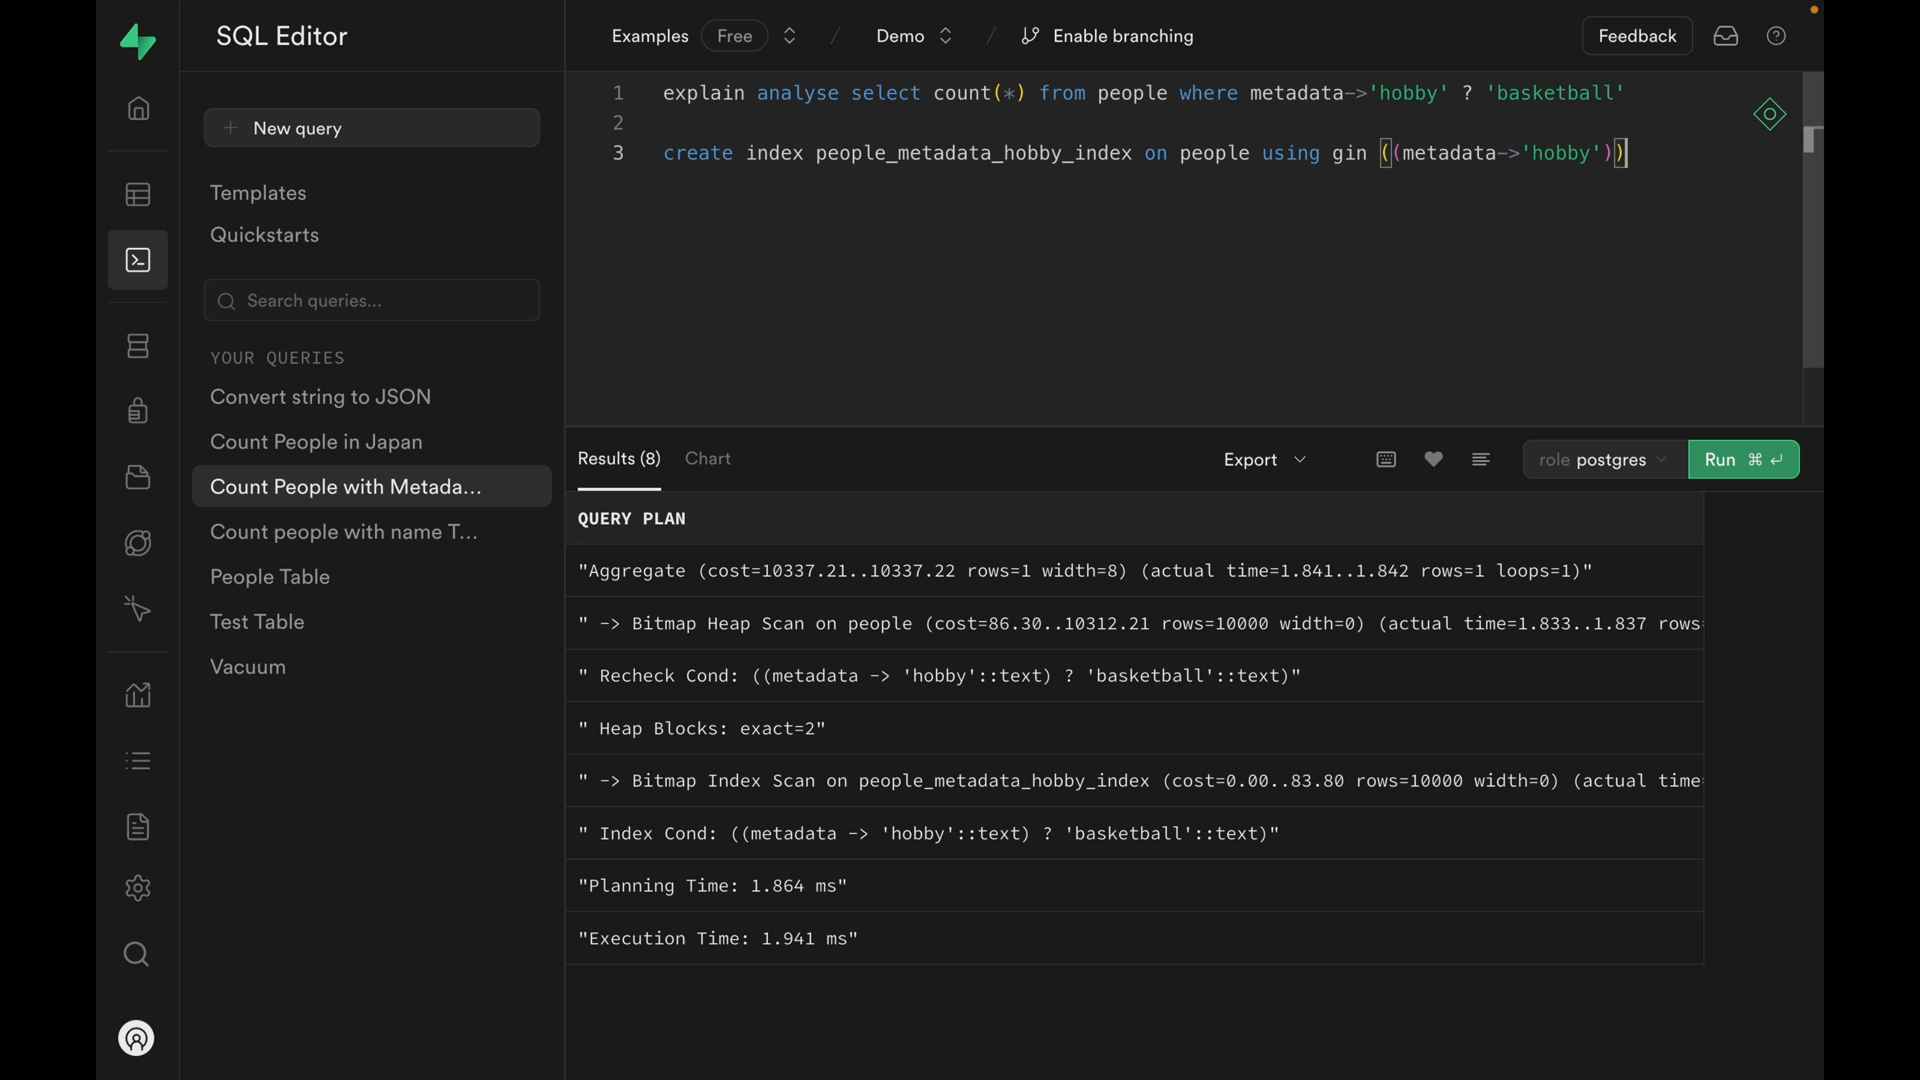 SQL Editor
Examples Free / Demo / Enable branching Feedback
New query
Templates
Quickstarts
Search queries...
YOUR QUERIES
Convert string to JSON
Count People in Japan
Count People with Metada...
Count people with name T...
People Table
Test Table
Vacuum
1 explain analyse select count(*) from people where metadata->'hobby' ? 'basketball'
2
3 create index people_metadata_hobby_index on people using gin ((metadata->'hobby'))
Results (8) Chart Export role postgres Run ⌘ ↵
QUERY PLAN
"Aggregate (cost=10337.21..10337.22 rows=1 width=8) (actual time=1.841..1.842 rows=1 loops=1)"
" -> Bitmap Heap Scan on people (cost=86.30..10312.21 rows=10000 width=0) (actual time=1.833..1.837 rows=
" Recheck Cond: ((metadata -> 'hobby'::text) ? 'basketball'::text)"
" Heap Blocks: exact=2"
" -> Bitmap Index Scan on people_metadata_hobby_index (cost=0.00..83.80 rows=10000 width=0) (actual time=
" Index Cond: ((metadata -> 'hobby'::text) ? 'basketball'::text)"
"Planning Time: 1.864 ms"
"Execution Time: 1.941 ms"